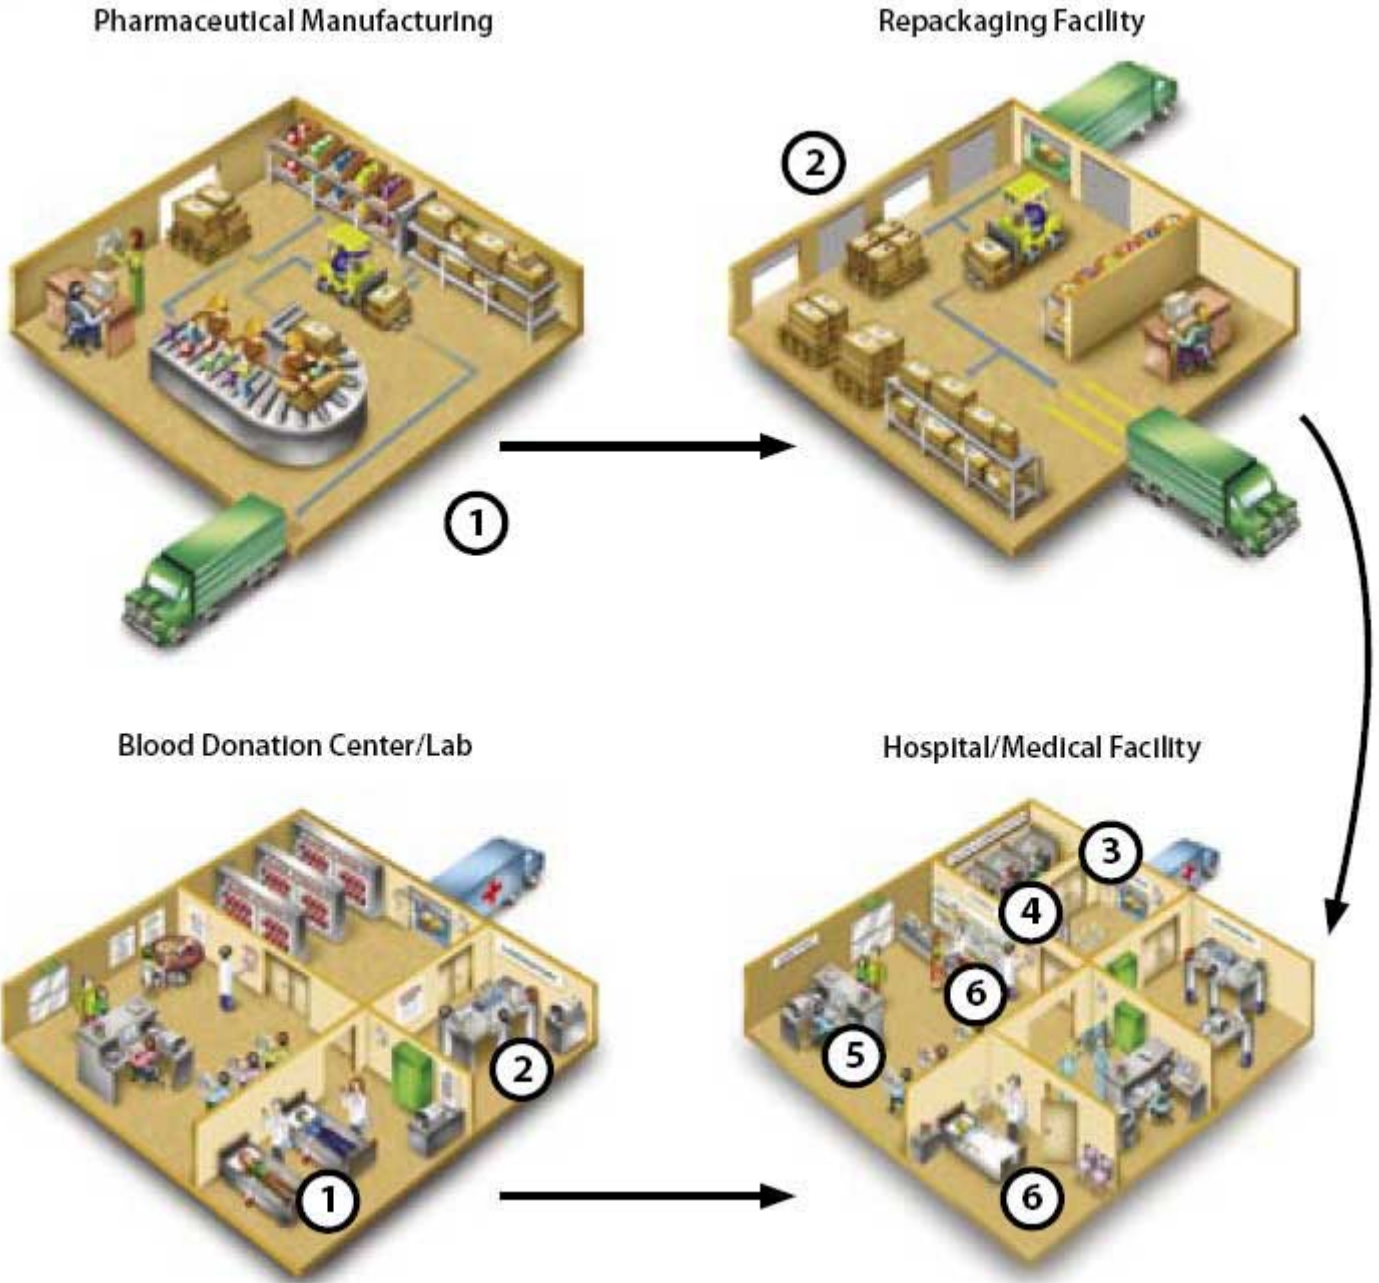 Pharmaceutical Manufacturing
Repackaging Facility
2
1
Blood Donation Center/Lab
Hospital/Medical Facility
3
4
6
5
2
1
6